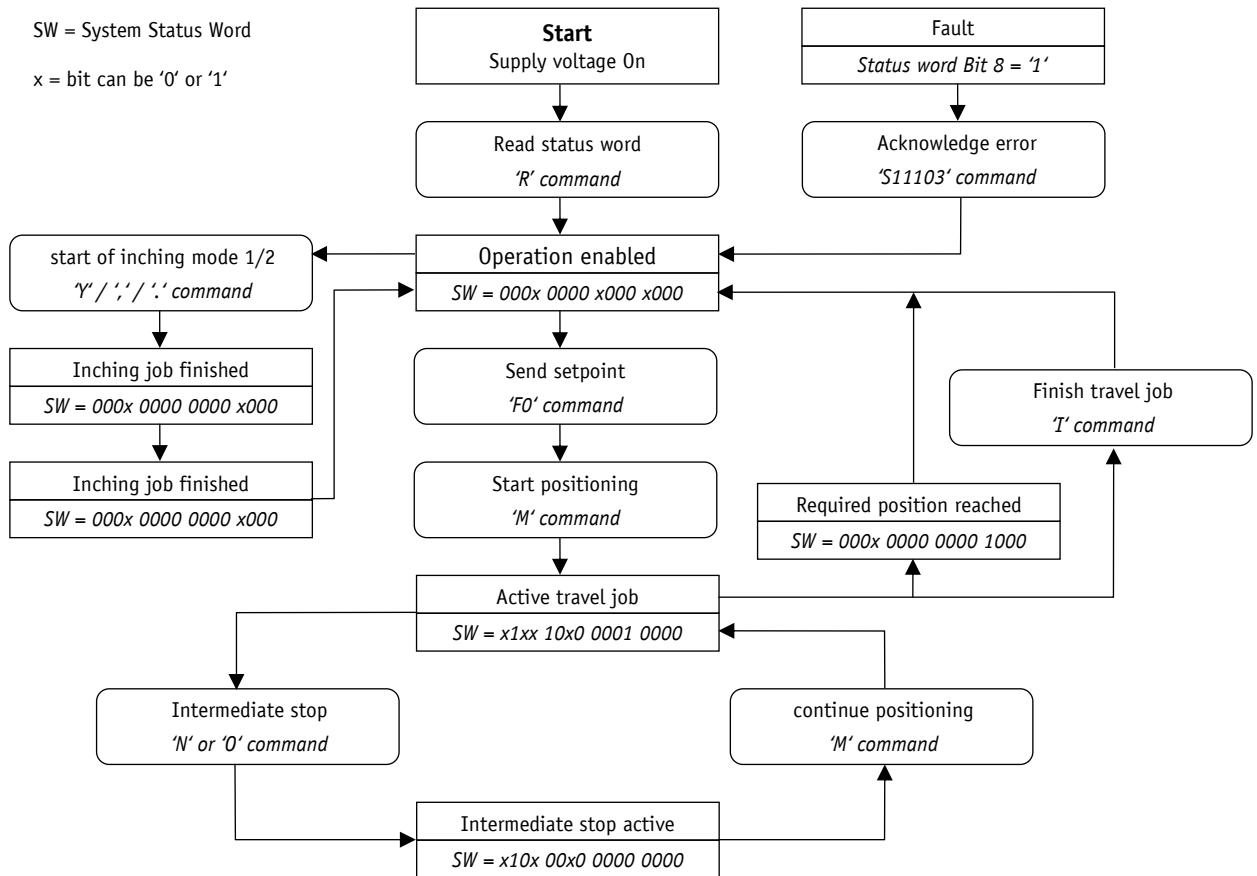 SW = System Status Word
x = bit can be ‘0‘ or ‘1‘
Start
Supply voltage On
Fault
Status word Bit 8 = ‘1‘
Read status word
‘R’ command
Acknowledge error
‘S11103‘ command
start of inching mode 1/2
‘Y‘ / ‘,‘ / ‘.‘ command
Operation enabled
SW = 000x 0000 x000 x000
Inching job finished
SW = 000x 0000 0000 x000
Inching job finished
SW = 000x 0000 0000 x000
Send setpoint
‘F0‘ command
Start positioning
‘M‘ command
Finish travel job
‘I‘ command
Required position reached
SW = 000x 0000 0000 1000
Active travel job
SW = x1xx 10x0 0001 0000
Intermediate stop
‘N‘ or ‘O‘ command
continue positioning
‘M‘ command
Intermediate stop active
SW = x10x 00x0 0000 0000